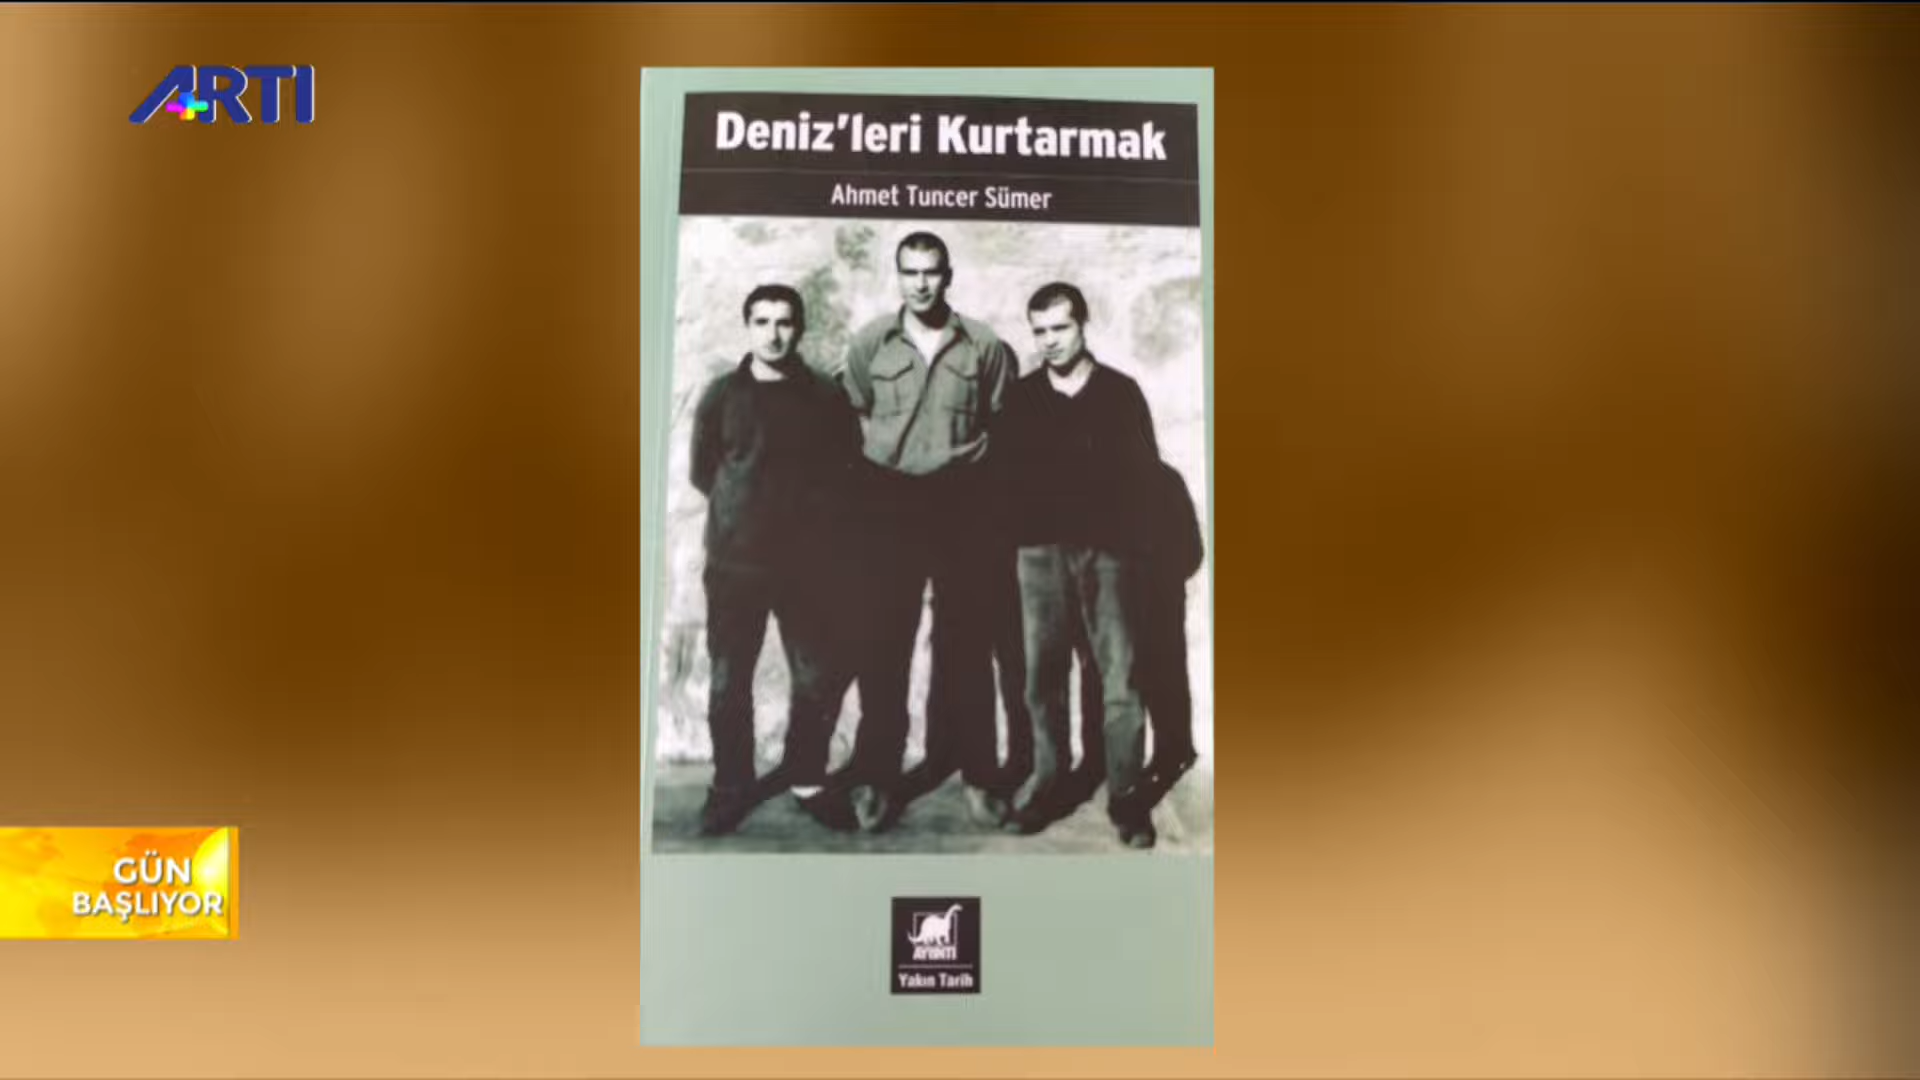 ARTI
Deniz'leri Kurtarmak
Ahmet Tuncer Sümer
GÜN
BAŞLIYOR
AYRINTI
Yakın Tarih